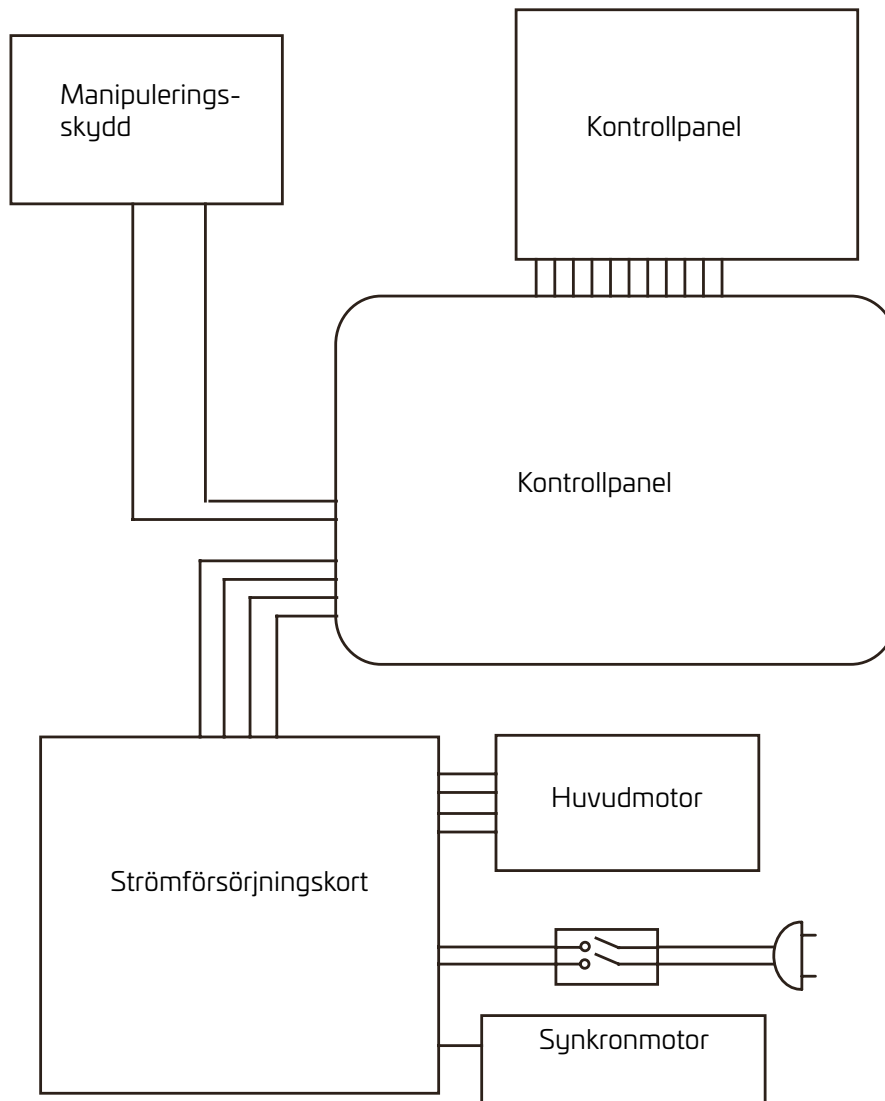 Manipulerings-
skydd
Kontrollpanel
Kontrollpanel
Huvudmotor
Strömförsörjningskort
Synkronmotor